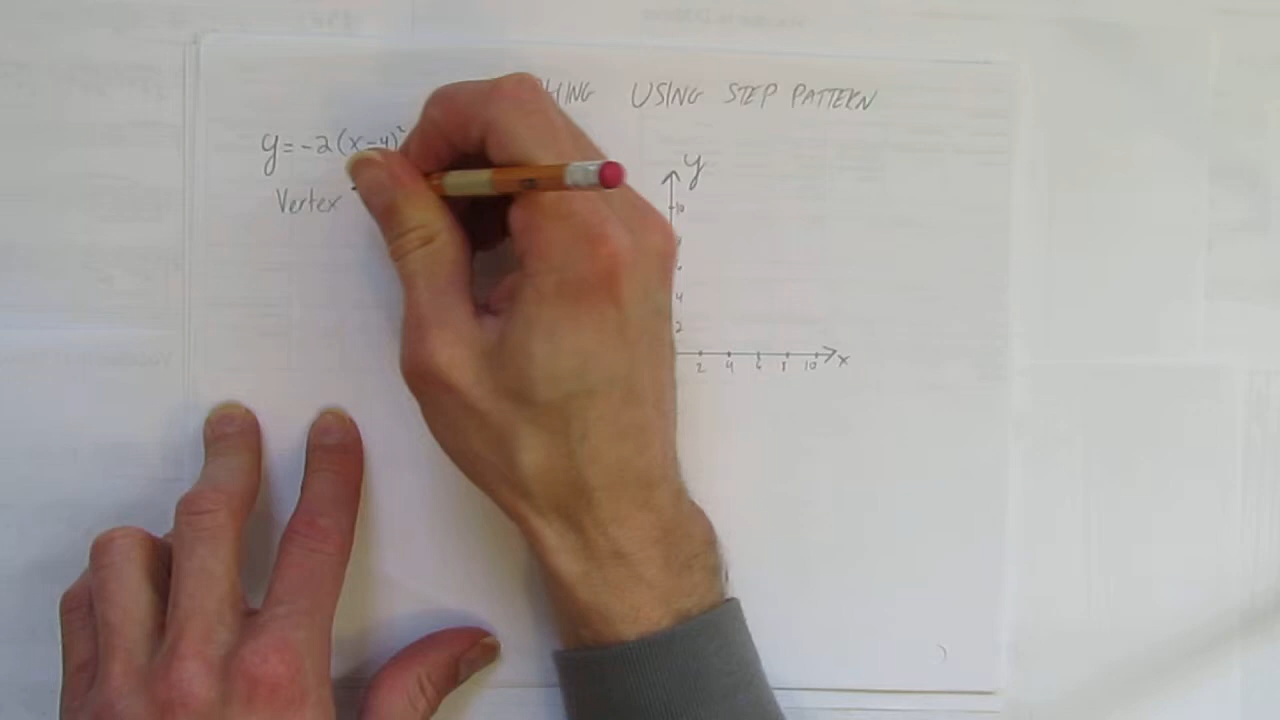 USING STEP PATTERN
y=-2(x-4)²
Vertex
y
10
4
2
2 4 6 8 10 x